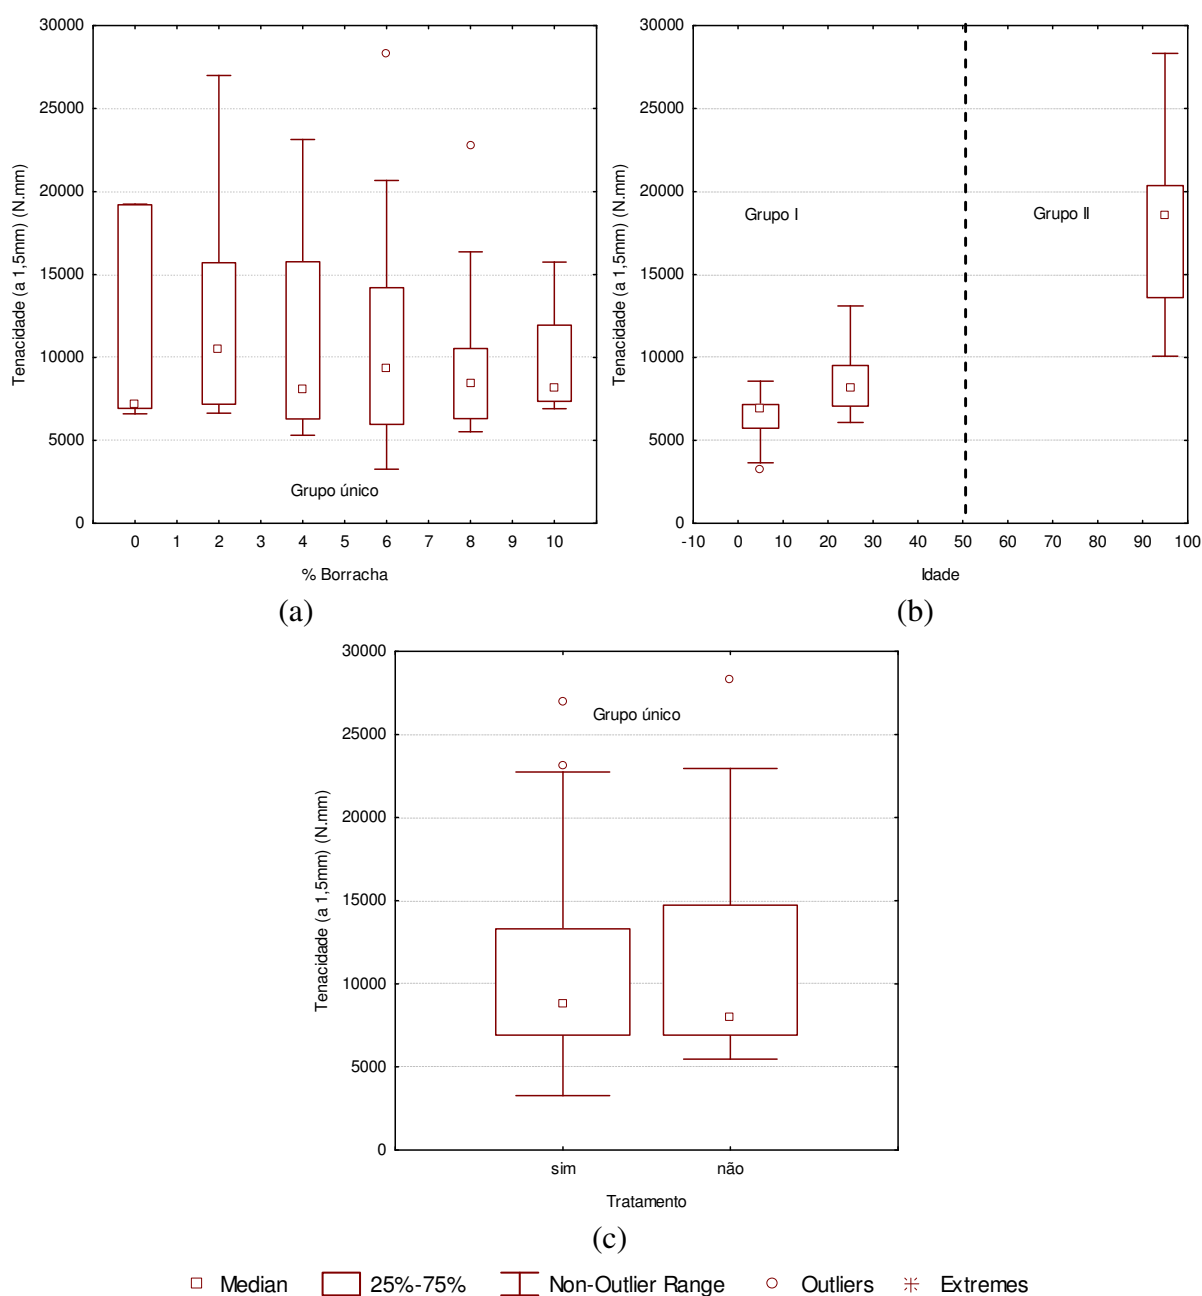 30000
25000
20000
15000
10000
5000
0
Tenacidade (a 1,5mm) (N.mm)
Grupo único
0 1 2 3 4 5 6 7 8 9 10
% Borracha
(a)
30000
25000
20000
15000
10000
5000
0
Tenacidade (a 1,5mm) (N.mm)
Grupo I
Grupo II
-10 0 10 20 30 40 50 60 70 80 90 100
Idade
(b)
30000
25000
20000
15000
10000
5000
0
Tenacidade (a 1,5mm) (N.mm)
Grupo único
sim não
Tratamento
(c)
Median 25%-75% Non-Outlier Range Outliers Extremes